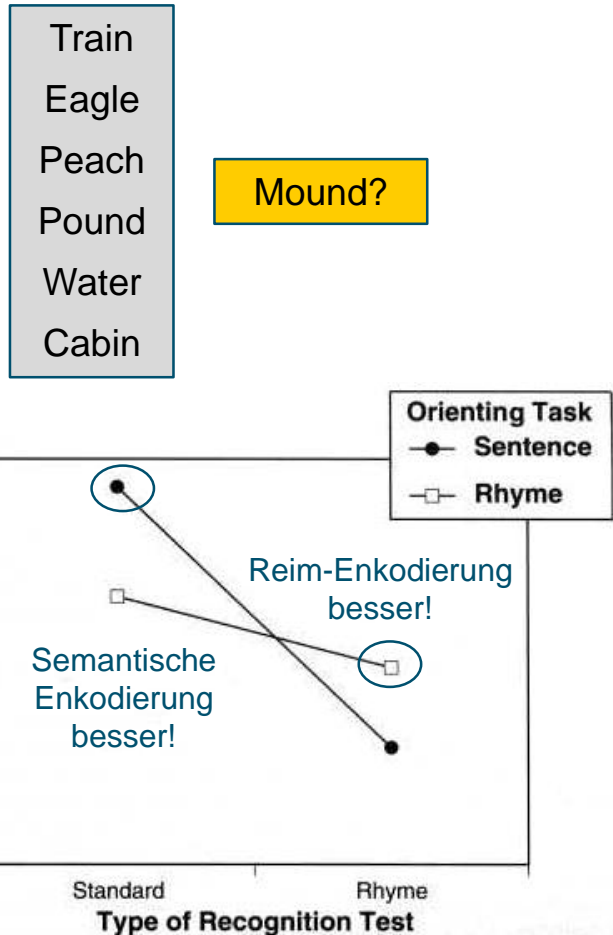 Train
Eagle
Peach
Pound
Water
Cabin
Mound?
Orienting Task
Sentence
Rhyme
Reim-Enkodierung
besser!
Semantische
Enkodierung
besser!
Standard
Rhyme
Type of Recognition Test